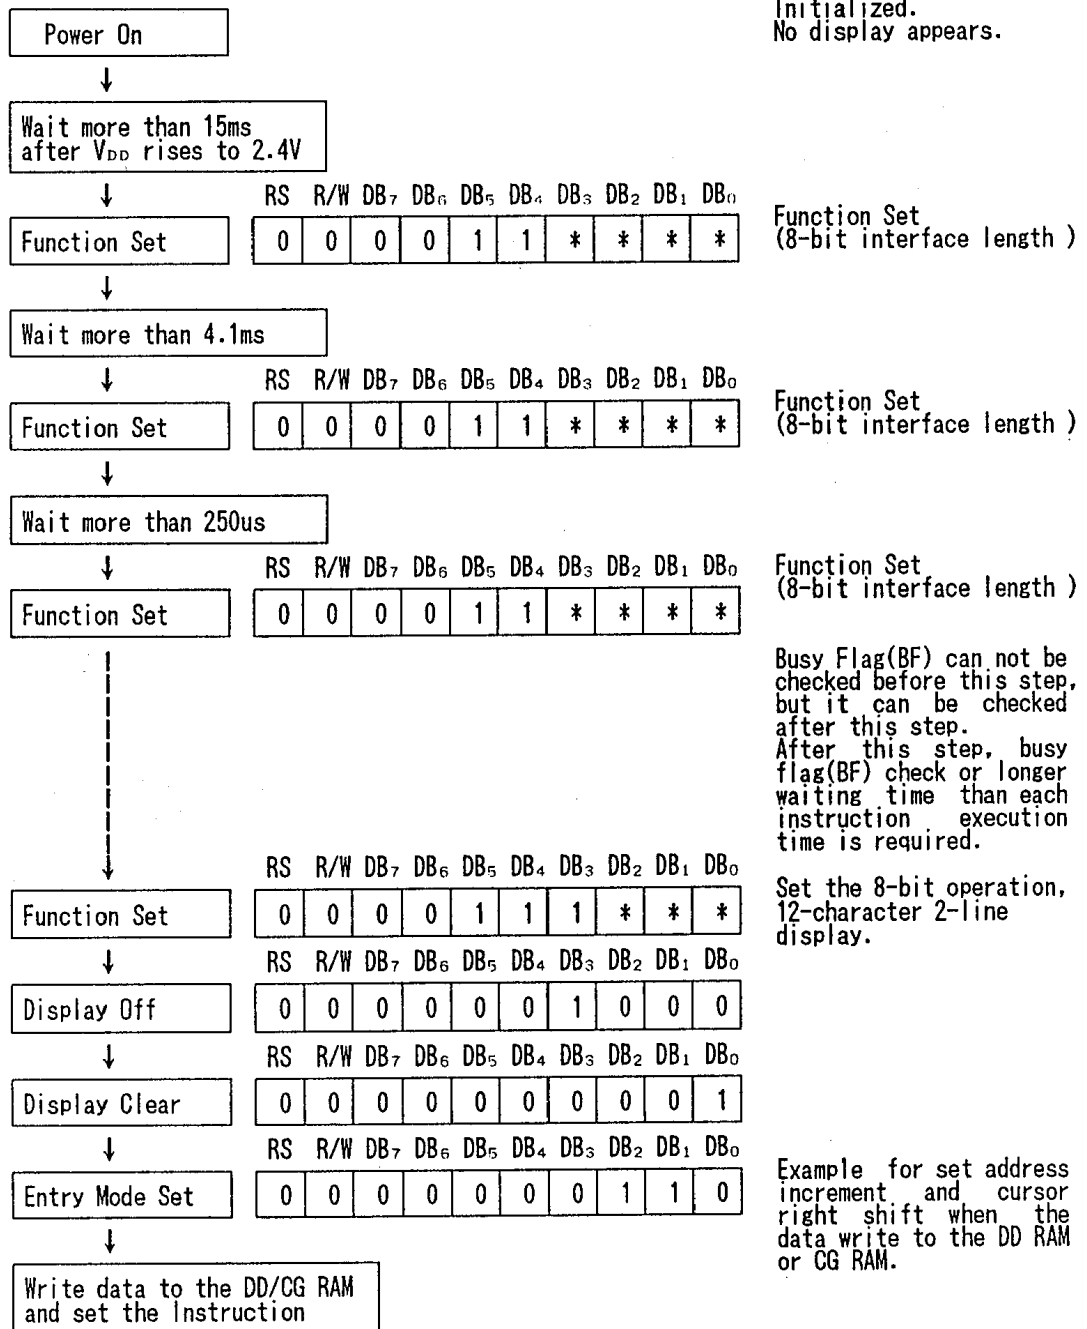 Initialized.
Power On
No display appears.
↓
Wait more than 15ms
after VDD rises to 2.4V
↓
RS R/W DB7 DB6 DB5 DB4 DB3 DB2 DB1 DB0
Function Set
Function Set 0 0 0 0 1 1 * * * *
(8-bit interface length )
↓
Wait more than 4.1ms
↓
RS R/W DB7 DB6 DB5 DB4 DB3 DB2 DB1 DB0
Function Set
Function Set 0 0 0 0 1 1 * * * *
(8-bit interface length )
↓
Wait more than 250us
↓
RS R/W DB7 DB6 DB5 DB4 DB3 DB2 DB1 DB0
Function Set
(8-bit interface length )
Function Set 0 0 0 0 1 1 * * * *
Busy Flag(BF) can not be
checked before this step,
but it can be checked
after this step.
After this step, busy
flag(BF) check or longer
waiting time than each
instruction execution
time is required.
RS R/W DB7 DB6 DB5 DB4 DB3 DB2 DB1 DB0
Function Set 0 0 0 0 1 1 1 * * *
Set the 8-bit operation,
12-character 2-line
display.
↓
RS R/W DB7 DB6 DB5 DB4 DB3 DB2 DB1 DB0
Display Off 0 0 0 0 0 0 1 0 0 0
↓
RS R/W DB7 DB6 DB5 DB4 DB3 DB2 DB1 DB0
Display Clear 0 0 0 0 0 0 0 0 0 1
↓
RS R/W DB7 DB6 DB5 DB4 DB3 DB2 DB1 DB0
Entry Mode Set 0 0 0 0 0 0 0 1 1 0
Example for set address
increment and cursor
right shift when the
data write to the DD RAM
or CG RAM.
↓
Write data to the DD/CG RAM
and set the Instruction